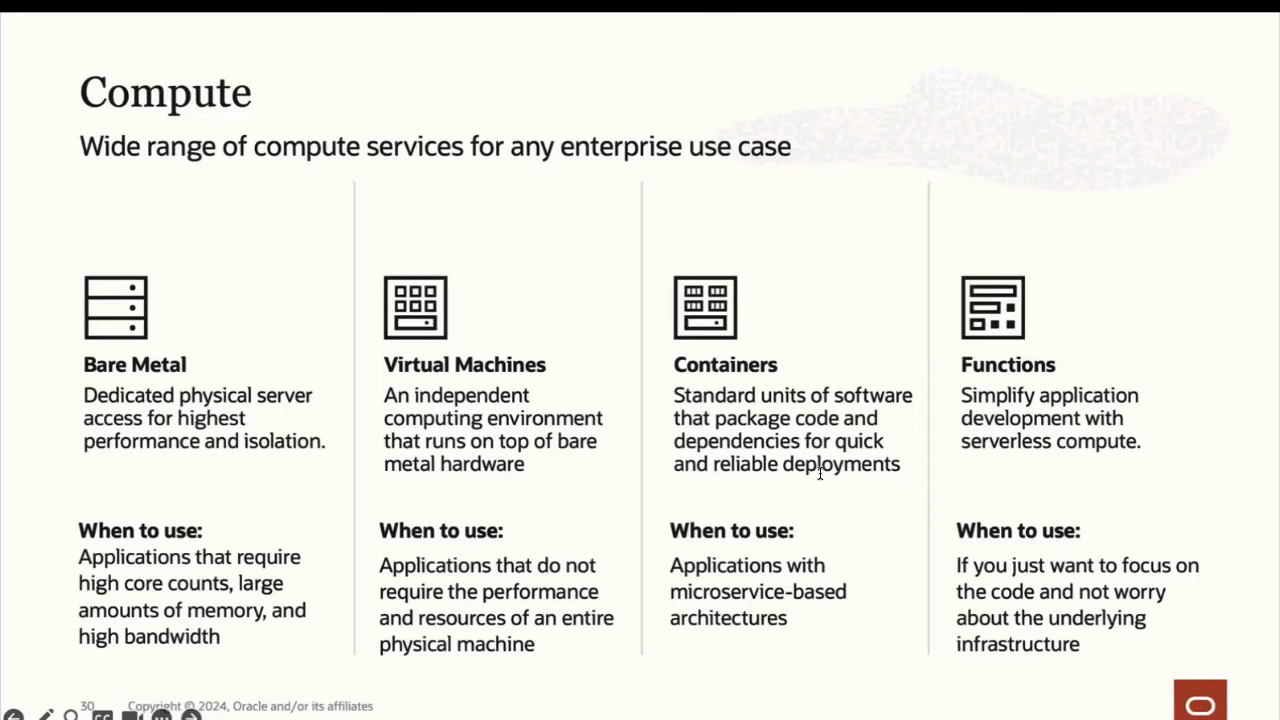 Compute
Wide range of compute services for any enterprise use case
Bare Metal
Dedicated physical server
access for highest
performance and isolation.
When to use:
Applications that require
high core counts, large
amounts of memory, and
high bandwidth
Virtual Machines
An independent
computing environment
that runs on top of bare
metal hardware
When to use:
Applications that do not
require the performance
and resources of an entire
physical machine
Containers
Standard units of software
that package code and
dependencies for quick
and reliable deployments
When to use:
Applications with
microservice-based
architectures
Functions
Simplify application
development with
serverless compute.
When to use:
If you just want to focus on
the code and not worry
about the underlying
infrastructure
30 Copyright © 2024, Oracle and/or its affiliates
CC